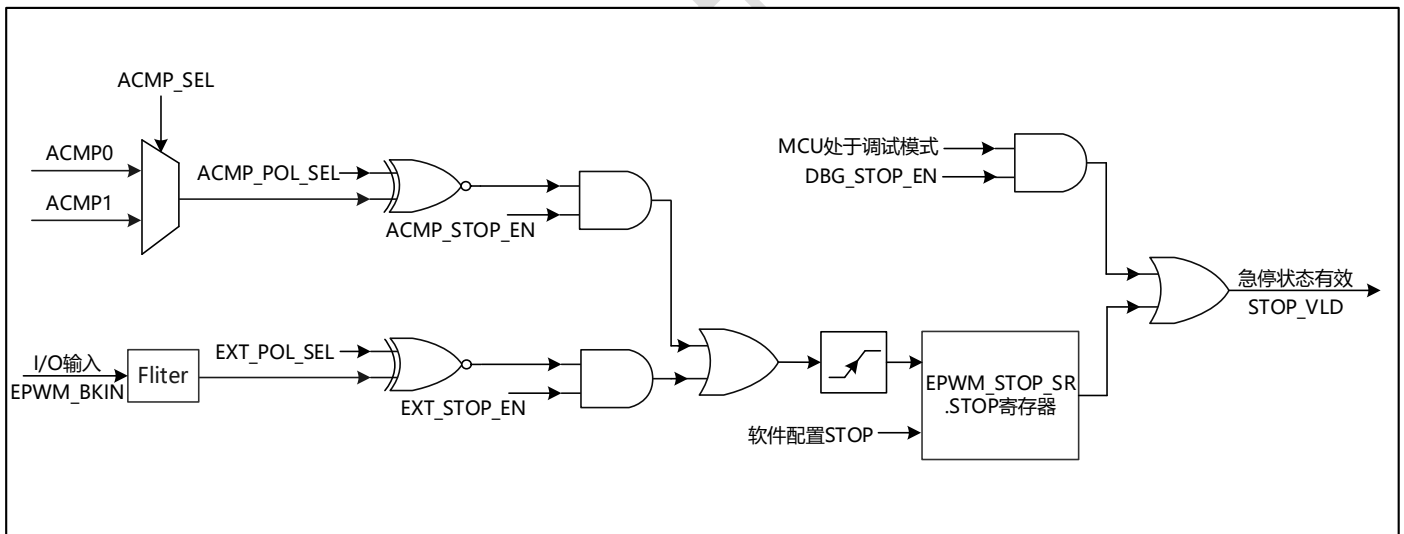 ACMP_SEL
ACMP0
ACMP1
ACMP_POL_SEL
ACMP_STOP_EN
MCU处于调试模式
DBG_STOP_EN
I/O输入
EPWM_BKIN
Fliter
EXT_POL_SEL
EXT_STOP_EN
软件配置STOP
EPWM_STOP_SR
.STOP寄存器
急停状态有效
STOP_VLD